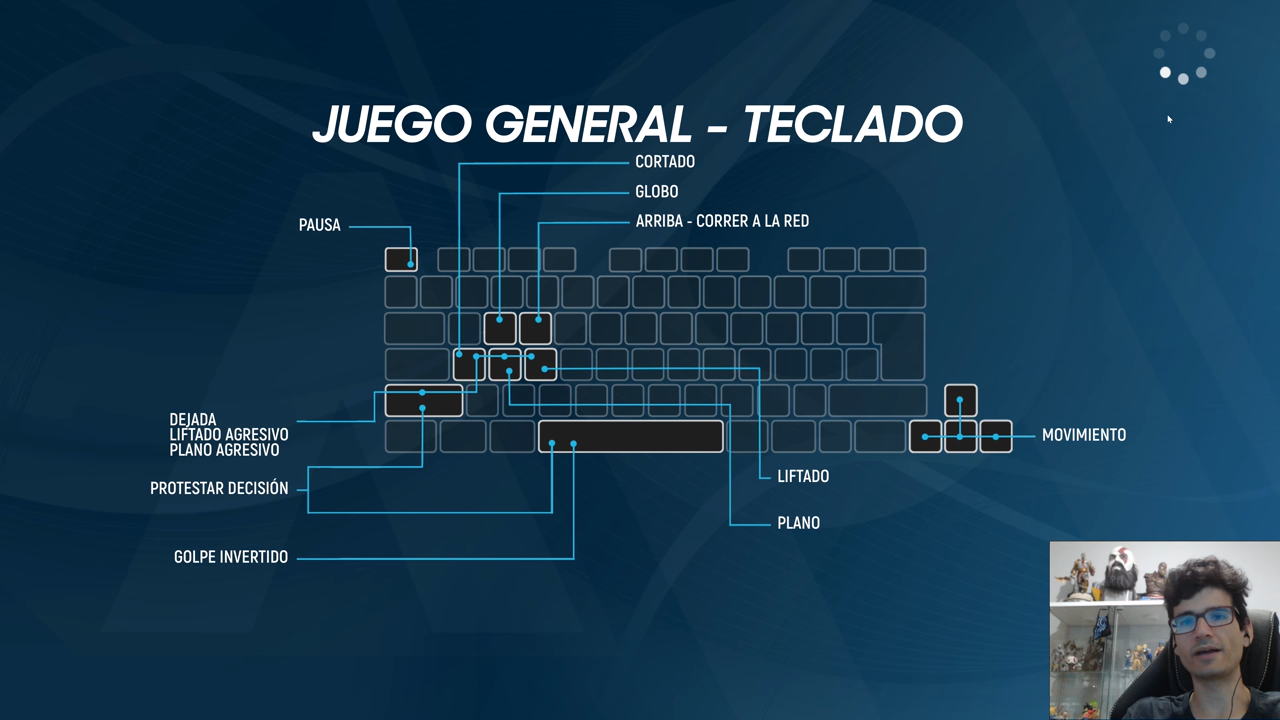 JUEGO GENERAL - TECLADO
CORTADO
GLOBO
ARRIBA - CORRER A LA RED
PAUSA
DEJADA
LIFTADO AGRESIVO
PLANO AGRESIVO
MOVIMIENTO
PROTESTAR DECISIÓN
LIFTADO
PLANO
GOLPE INVERTIDO